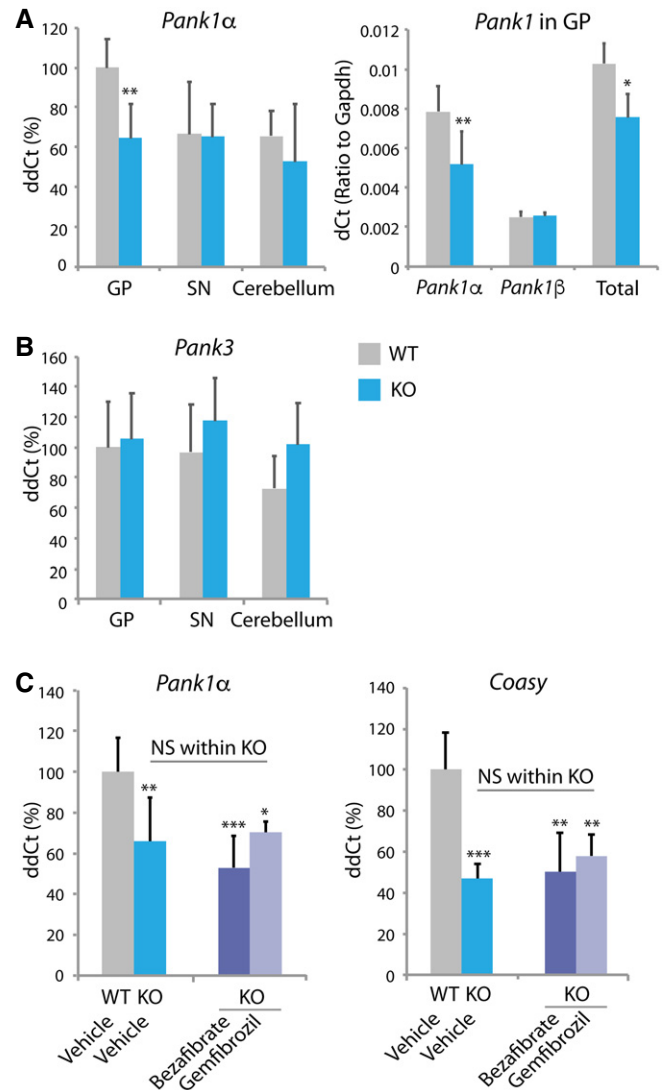 A
Pank1α
120
100
80
60
40
20
0
ddCt (%)
**
GP SN Cerebellum
Pank1 in GP
0.012
0.01
0.008
0.006
0.004
0.002
0
dCt (Ratio to Gapdh)
**
*
Pank1α Pank1β Total
B
Pank3
160
140
120
100
80
60
40
20
0
ddCt (%)
GP SN Cerebellum
WT
KO
C
Pank1α
140
120
100
80
60
40
20
0
ddCt (%)
NS within KO
**
***
*
WT KO KO
Vehicle
Vehicle
Bezafibrate
Gemfibrozil
Coasy
140
120
100
80
60
40
20
0
ddCt (%)
NS within KO
***
**
**
WT KO KO
Vehicle
Vehicle
Bezafibrate
Gemfibrozil